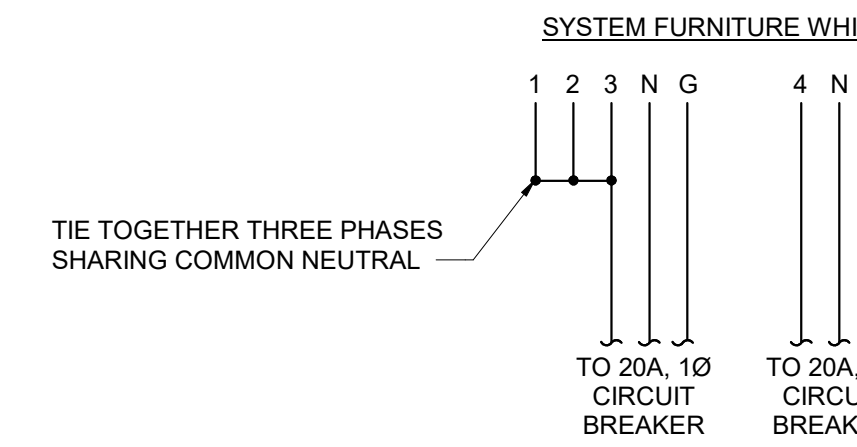 SYSTEM FURNITURE WHI
1 2 3 N G 4 N
TIE TOGETHER THREE PHASES
SHARING COMMON NEUTRAL
TO 20A, 1Ø
CIRCUIT
BREAKER
TO 20A,
CIRCU
BREAK